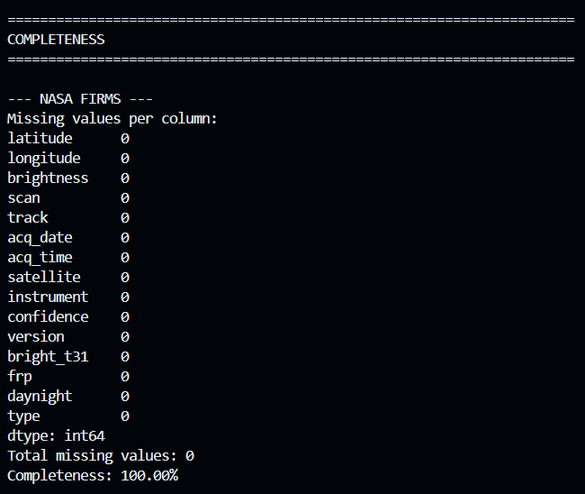 ======================================================================
COMPLETENESS
======================================================================
--- NASA FIRMS ---
Missing values per column:
latitude      0
longitude     0
brightness    0
scan          0
track         0
acq_date      0
acq_time      0
satellite     0
instrument    0
confidence    0
version       0
bright_t31    0
frp           0
daynight      0
type          0
dtype: int64
Total missing values: 0
Completeness: 100.00%